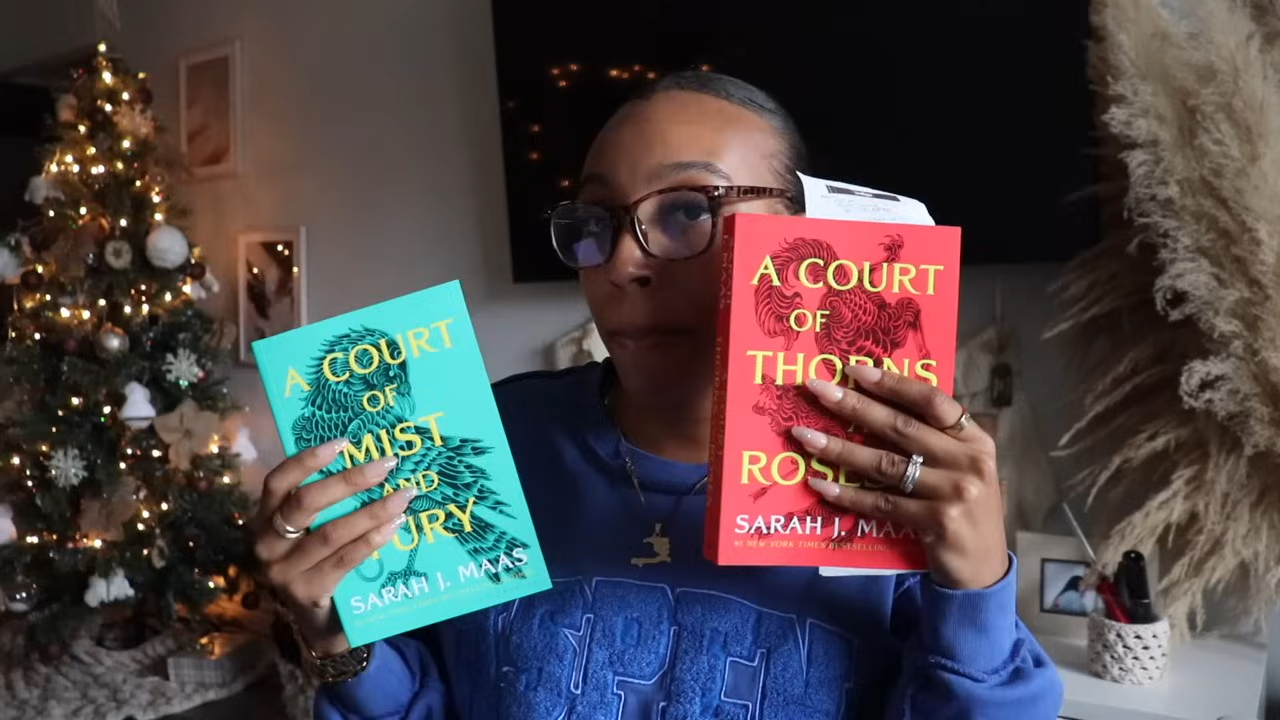 A COURT
OF
MIST
AND
FURY
SARAH J. MAAS
A COURT
OF
THORNS
ROSES
SARAH J. MAAS
#1 NEW YORK TIMES BESTSELLING